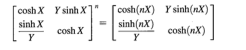 [cosh X Y sinh X]ⁿ = [cosh(nX) Y sinh(nX)]
[sinh X / Y cosh X] [sinh(nX) / Y cosh(nX)]